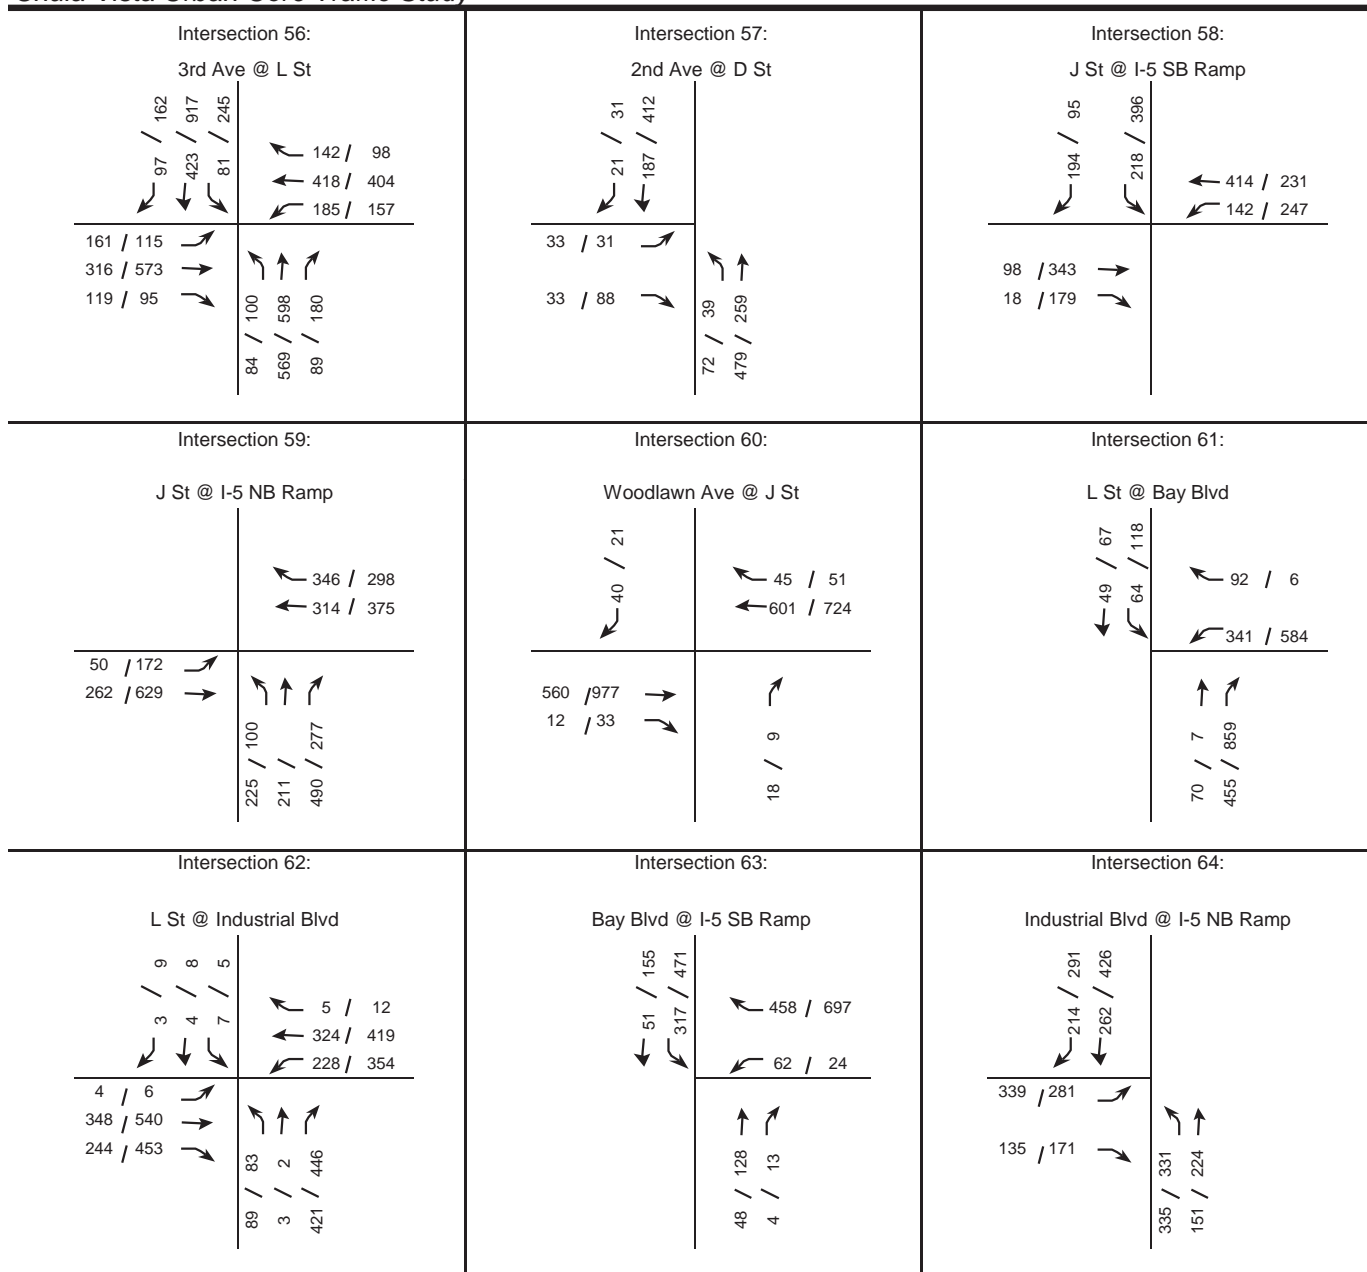 Chula Vista Urban Core Traffic Study
Intersection 56:
3rd Ave @ L St
97 / 162
423 / 917
81 / 245
142 / 98
418 / 404
185 / 157
161 / 115
316 / 573
119 / 95
84 / 100
569 / 598
89 / 180
Intersection 57:
2nd Ave @ D St
21 / 31
187 / 412
33 / 31
33 / 88
72 / 39
479 / 259
Intersection 58:
J St @ I-5 SB Ramp
194 / 95
218 / 396
414 / 231
142 / 247
98 / 343
18 / 179
Intersection 59:
J St @ I-5 NB Ramp
346 / 298
314 / 375
50 / 172
262 / 629
225 / 100
211 /
490 / 277
Intersection 60:
Woodlawn Ave @ J St
40 / 21
45 / 51
601 / 724
560 / 977
12 / 33
18 / 9
Intersection 61:
L St @ Bay Blvd
49 / 67
64 / 118
92 / 6
341 / 584
70 / 7
455 / 859
Intersection 62:
L St @ Industrial Blvd
3 / 9
4 / 8
7 / 5
5 / 12
324 / 419
228 / 354
4 / 6
348 / 540
244 / 453
89 / 83
3 / 2
421 / 446
Intersection 63:
Bay Blvd @ I-5 SB Ramp
51 / 155
317 / 471
458 / 697
62 / 24
48 / 128
4 / 13
Intersection 64:
Industrial Blvd @ I-5 NB Ramp
214 / 291
262 / 426
339 / 281
135 / 171
335 / 331
151 / 224